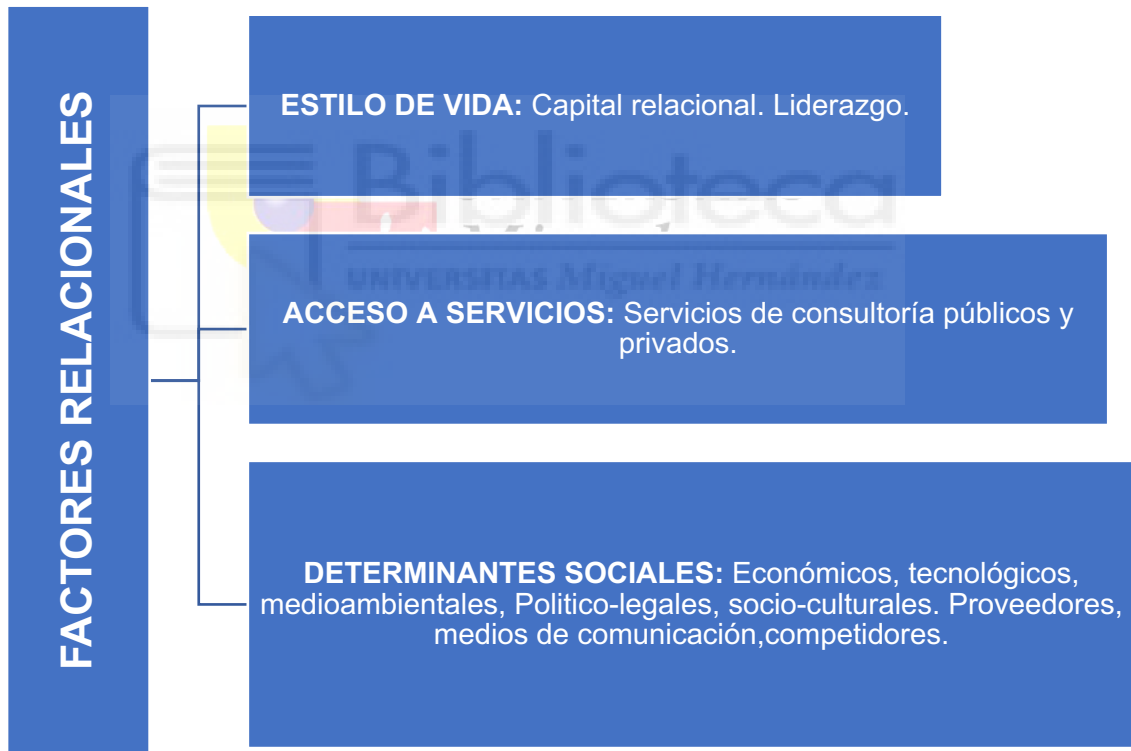 FACTORES RELACIONALES
ESTILO DE VIDA: Capital relacional. Liderazgo.
Biblioteca
UNIVERSITAS Miguel Hernández
ACCESO A SERVICIOS: Servicios de consultoría públicos y
privados.
DETERMINANTES SOCIALES: Económicos, tecnológicos,
medioambientales, Politico-legales, socio-culturales. Proveedores,
medios de comunicación,competidores.